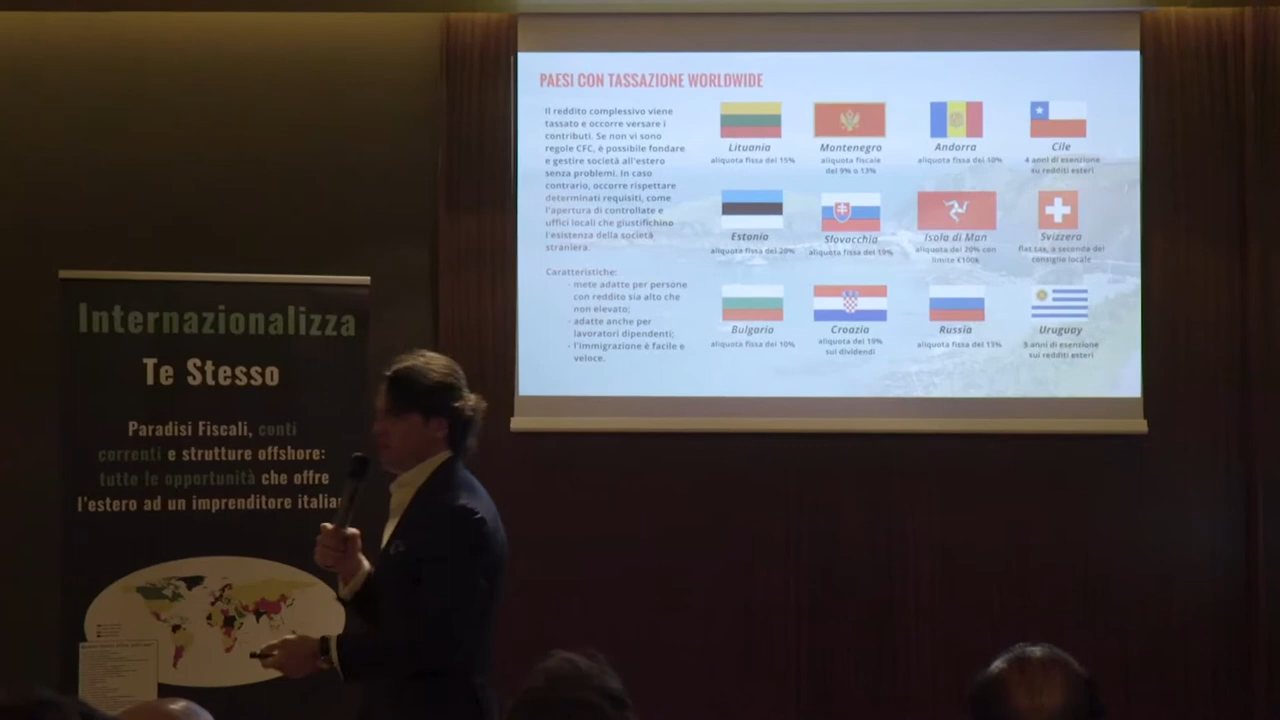 PAESI CON TASSAZIONE WORLDWIDE
Il reddito complessivo viene
tassato e occorre versare i
contributi. Se non vi sono
regole CFC, è possibile fondare
e gestire società all'estero
senza problemi. In caso
contrario, occorre rispettare
determinati requisiti, come
l'apertura di controllate e
uffici locali che giustifichino
l'esistenza della società
straniera.
Caratteristiche:
- mete adatte per persone
con reddito sia alto che
non elevato;
- adatte anche per
lavoratori dipendenti;
- l'immigrazione è facile e
veloce.
Lituania
aliquota fissa del 15%
Montenegro
aliquota fiscale
del 9% o 13%
Andorra
aliquota fissa del 10%
Cile
4 anni di esenzione
su redditi esteri
Estonia
aliquota fissa del 20%
Slovacchia
aliquota fissa del 19%
Isola di Man
aliquota del 20% con
limite €100k
Svizzera
flat tax, a seconda del
consiglio locale
Bulgaria
aliquota fissa del 10%
Croazia
aliquota del 19%
sui dividendi
Russia
aliquota fissa del 13%
Uruguay
5 anni di esenzione
sui redditi esteri
Internazionalizza
Te Stesso
Paradisi Fiscali, conti
correnti e strutture offshore:
tutte le opportunità che offre
l'estero ad un imprenditore